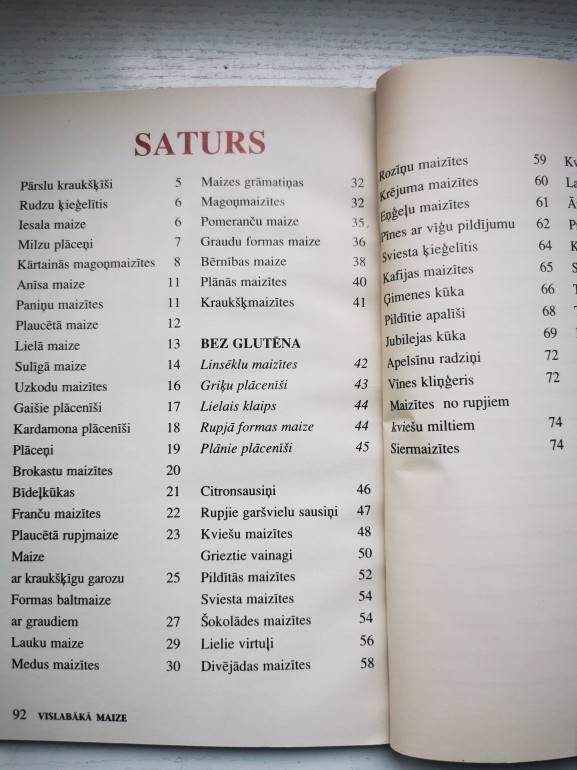 SATURS
Pārslu kraukšķīši 5
Rudzu ķieģelītis 6
Iesala maize 6
Milzu plāceņi 7
Kārtainās magoņmaizītes 8
Anīsa maize 11
Paniņu maizītes 11
Plaucētā maize 12
Lielā maize 13
Sulīgā maize 14
Uzkodu maizītes 16
Gaišie plācenīši 17
Kardamona plācenīši 18
Plāceņi 19
Brokastu maizītes 20
Bīdeļkūkas 21
Franču maizītes 22
Plaucētā rupjmaize 23
Maize
ar kraukšķīgu garozu 25
Formas baltmaize
ar graudiem 27
Lauku maize 29
Medus maizītes 30
Maizes grāmatiņas 32
Magoņmaizītes 32
Pomeranču maize 35
Graudu formas maize 36
Bērnības maize 38
Plānās maizītes 40
Kraukšķmaizītes 41
BEZ GLUTĒNA
Linsēklu maizītes 42
Griķu plācenīši 43
Lielais klaips 44
Rupjā formas maize 44
Plānie plācenīši 45
Citronsausiņi 46
Rupjie garšvielu sausiņi 47
Kviešu maizītes 48
Grieztie vainagi 50
Pildītās maizītes 52
Sviesta maizītes 54
Šokolādes maizītes 54
Lielie virtuļi 56
Divējādas maizītes 58
92 VISLABĀKĀ MAIZE
Rozīņu maizītes 59
Krējuma maizītes 60
Eņģeļu maizītes 61
Pīnes ar vīģu pildījumu 62
Sviesta ķieģelītis 64
Kafijas maizītes 65
Ģimenes kūka 66
Pildītie apalīši 68
Jubilejas kūka 69
Apelsīnu radziņi 72
Vīnes kliņģeris 72
Maizītes no rupjiem
kviešu miltiem 74
Siermaizītes 74